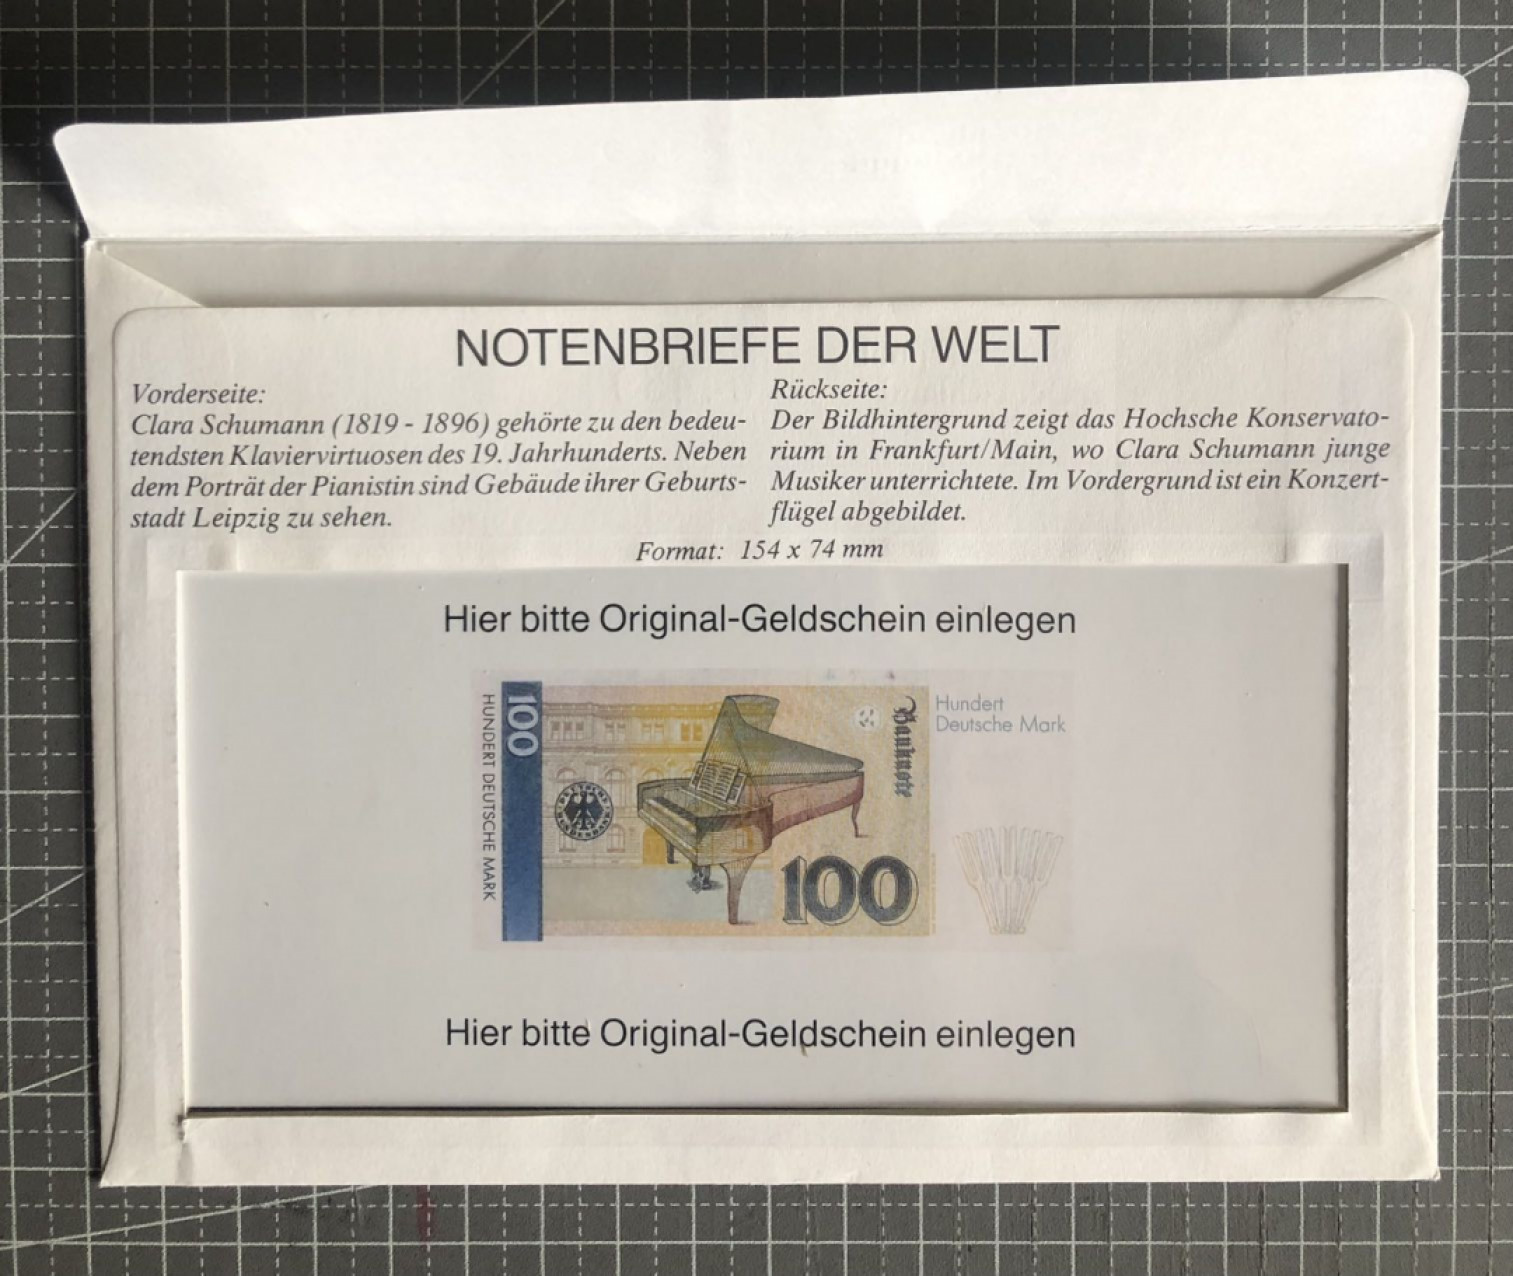 NOTENBRIEFE DER WELT
Vorderseite:
Clara Schumann (1819 - 1896) gehörte zu den bedeu-
tendsten Klaviervirtuosen des 19. Jahrhunderts. Neben
dem Porträt der Pianistin sind Gebäude ihrer Geburts-
stadt Leipzig zu sehen.
Rückseite:
Der Bildhintergrund zeigt das Hochsche Konservato-
rium in Frankfurt/Main, wo Clara Schumann junge
Musiker unterrichtete. Im Vordergrund ist ein Konzert-
flügel abgebildet.
Format: 154 x 74 mm
Hier bitte Original-Geldschein einlegen
100
HUNDERT DEUTSCHE MARK
DEUTSCHE BUNDESBANK
Banknote
Hundert
Deutsche Mark
100
Hier bitte Original-Geldschein einlegen